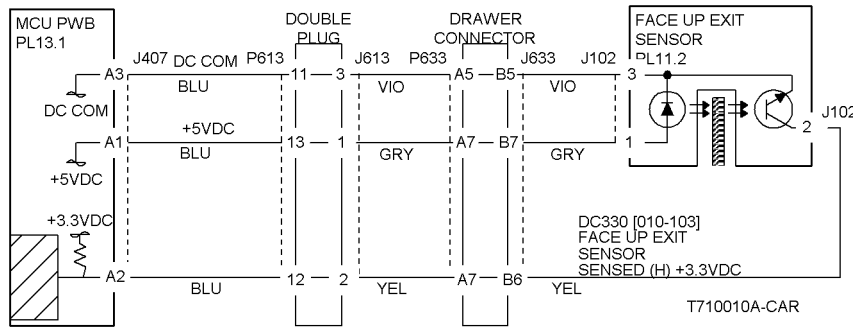 MCU PWB
PL13.1
DOUBLE
PLUG
DRAWER
CONNECTOR
FACE UP EXIT
SENSOR
PL11.2
A3 J407 DC COM P613 11 3 J613 P633 A5 B5 J633 J102 3
BLU VIO VIO
DC COM
A1 +5VDC 13 1 A7 B7 1
BLU GRY GRY
+5VDC
2 J102
+3.3VDC
DC330 [010-103]
FACE UP EXIT
SENSOR
SENSED (H) +3.3VDC
A2 12 2 A7 B6
BLU YEL YEL
T710010A-CAR